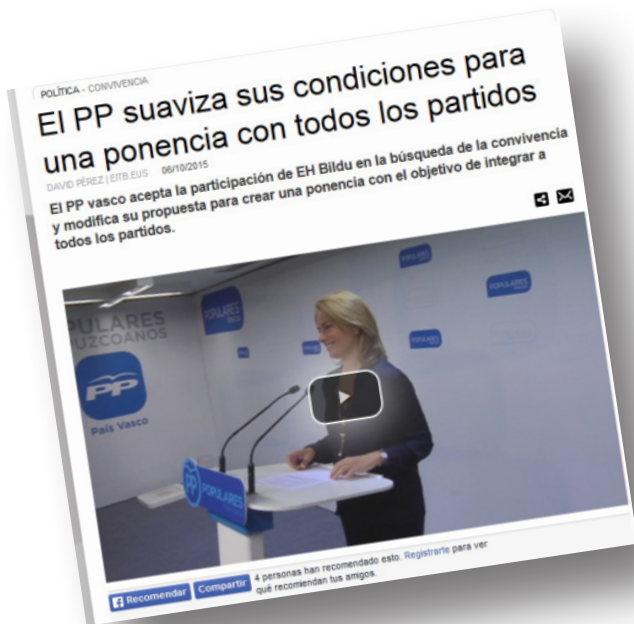 POLÍTICA - CONVIVENCIA
El PP suaviza sus condiciones para
una ponencia con todos los partidos
DAVID PÉREZ | EITB.EUS 06/10/2015
El PP vasco acepta la participación de EH Bildu en la búsqueda de la convivencia
y modifica su propuesta para crear una ponencia con el objetivo de integrar a
todos los partidos.
PULARES
UZCOANOS
PP
País Vasco
POPULARES
POPULARES
POPULARES
POPULARES
PP
POPULARES
Recomendar
Compartir
4 personas han recomendado esto. Registrarte para ver
qué recomiendan tus amigos.